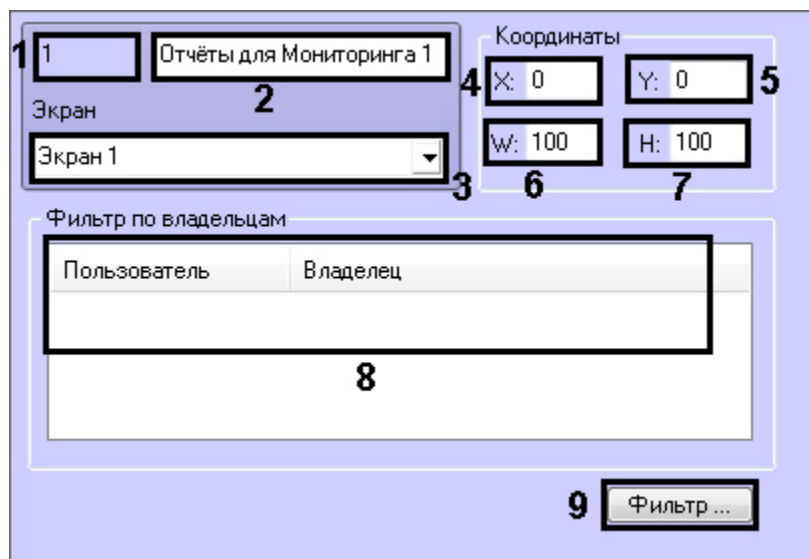 1 1 Отчёты для Мониторинга 1
2
Экран
Экран 1
3
Координаты
4 X: 0 Y: 0 5
W: 100 H: 100
6 7
Фильтр по владельцам
Пользователь Владелец
8
9 Фильтр ...